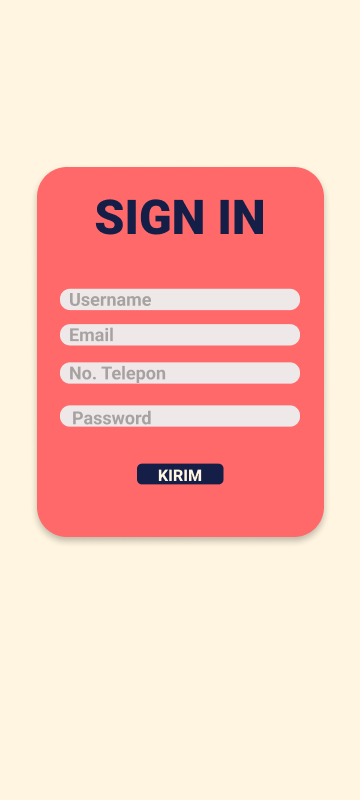 SIGN IN
Username
Email
No. Telepon
Password
KIRIM